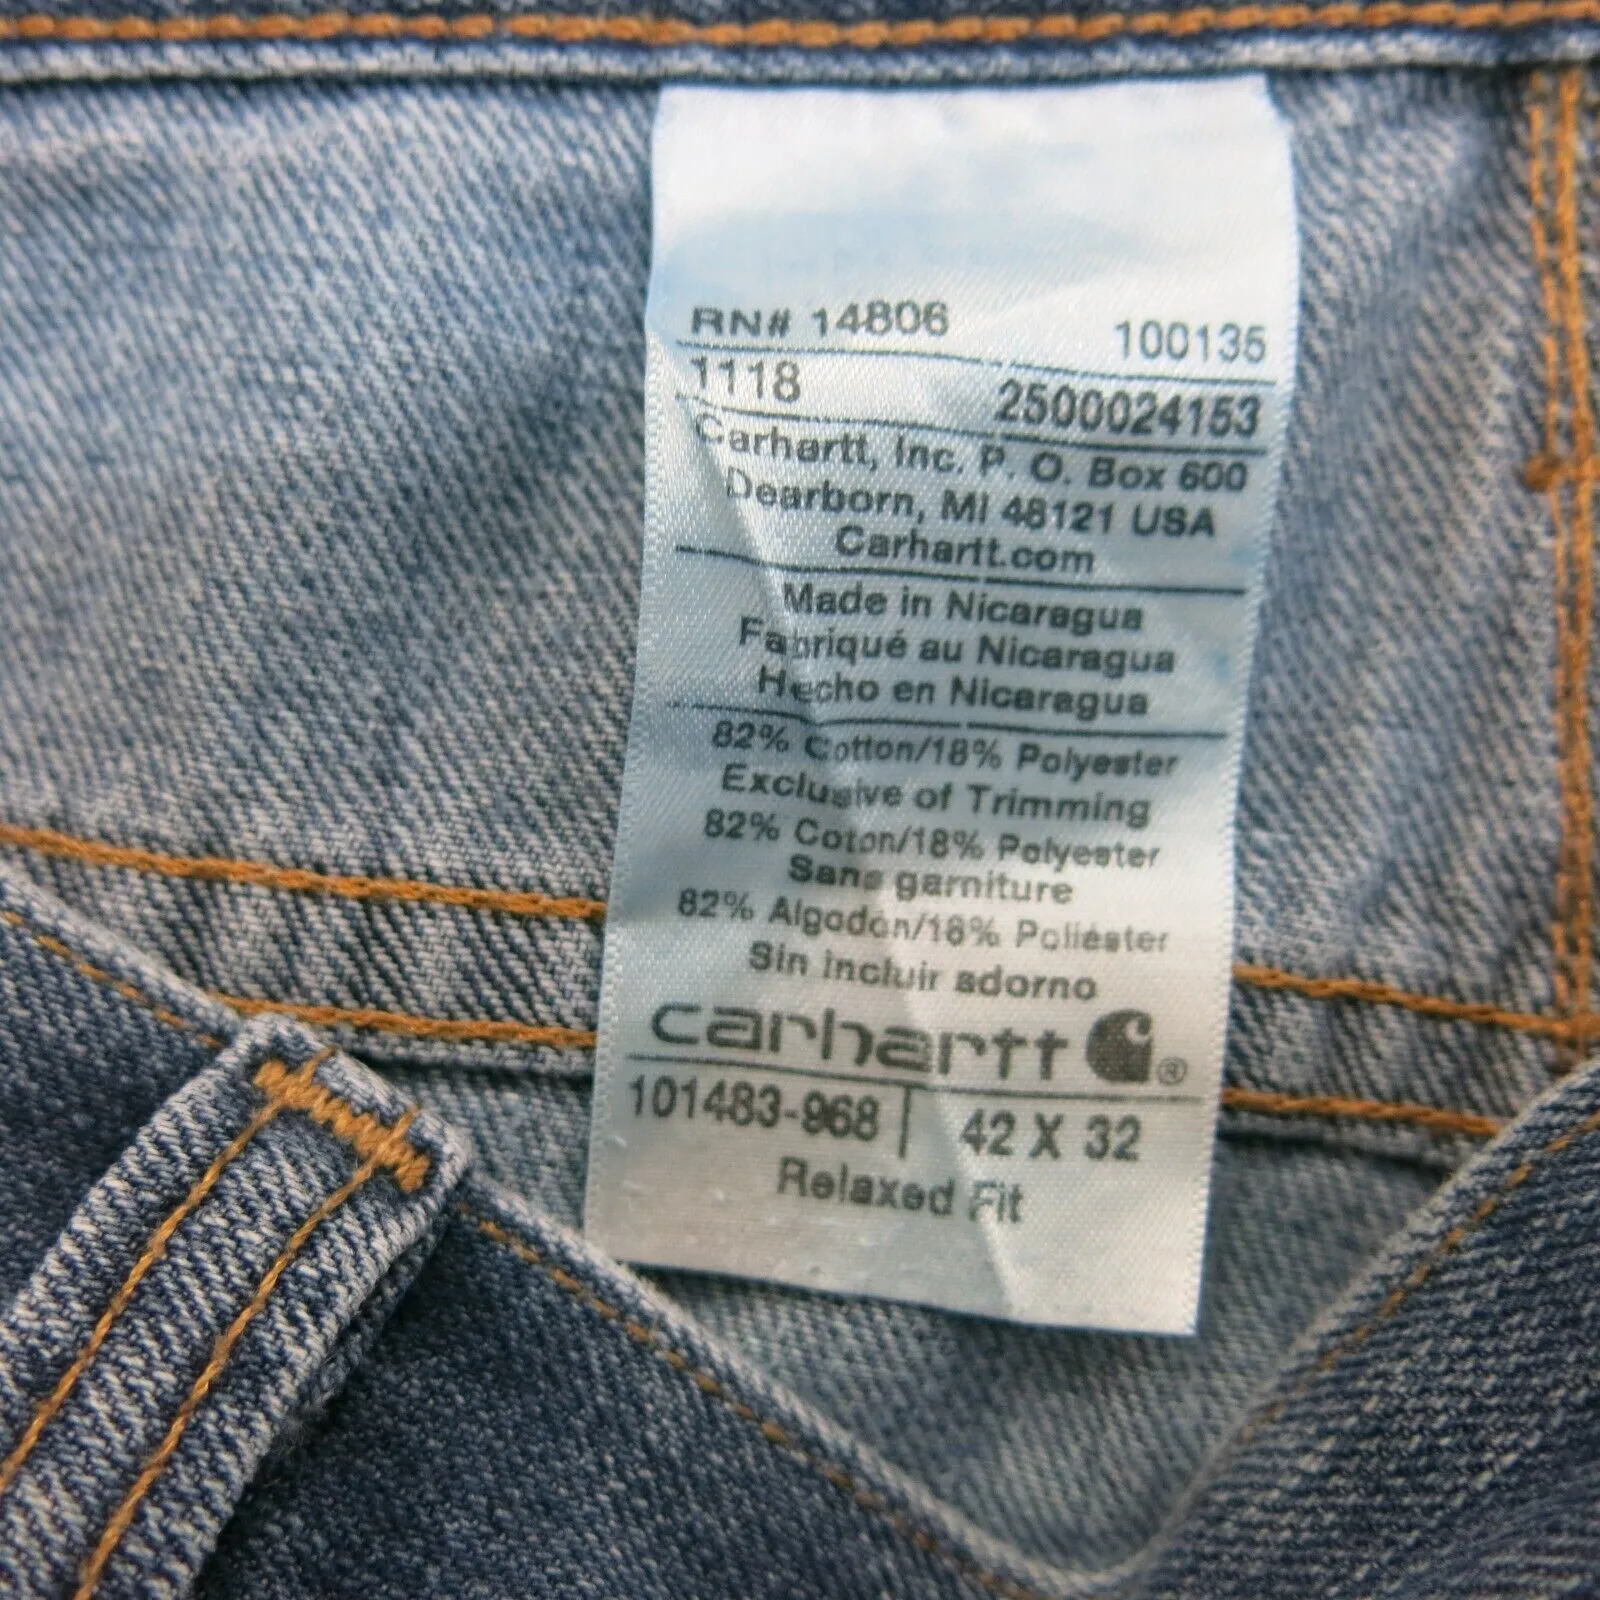 RN# 14806 100135
1118 2500024153
Carhartt, Inc. P. O. Box 600
Dearborn, MI 48121 USA
Carhartt.com
Made in Nicaragua
Fabriqué au Nicaragua
Hecho en Nicaragua
82% Cotton/18% Polyester
Exclusive of Trimming
82% Coton/18% Polyester
Sans garniture
82% Algodón/18% Poliéster
Sin incluir adorno
carhartt ®
101483-968 | 42 X 32
Relaxed Fit